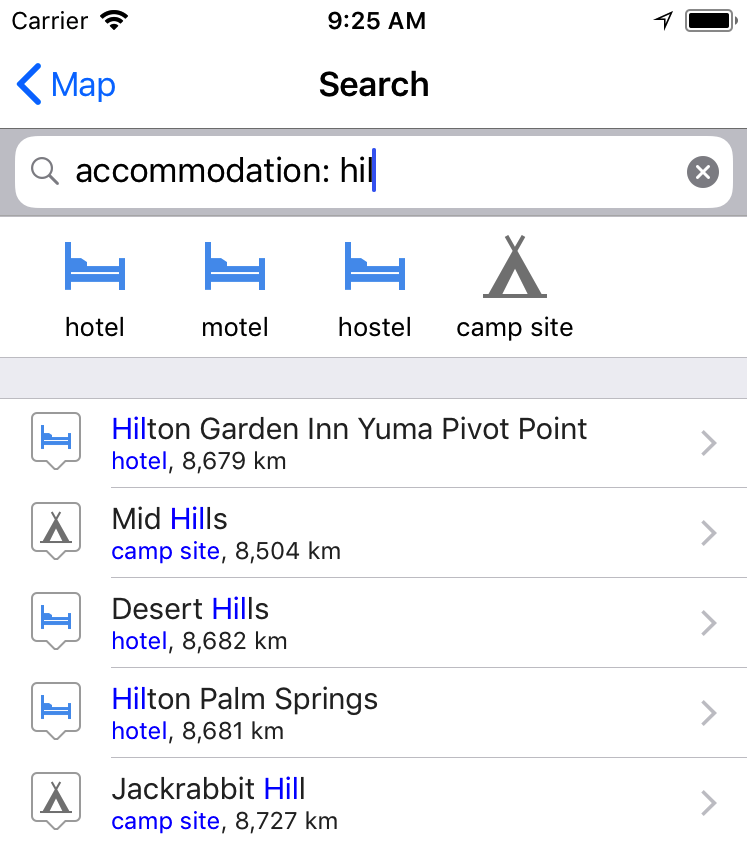 Carrier 9:25 AM
Map Search
accommodation: hil
hotel motel hostel camp site
Hilton Garden Inn Yuma Pivot Point
hotel, 8,679 km
Mid Hills
camp site, 8,504 km
Desert Hills
hotel, 8,682 km
Hilton Palm Springs
hotel, 8,681 km
Jackrabbit Hill
camp site, 8,727 km